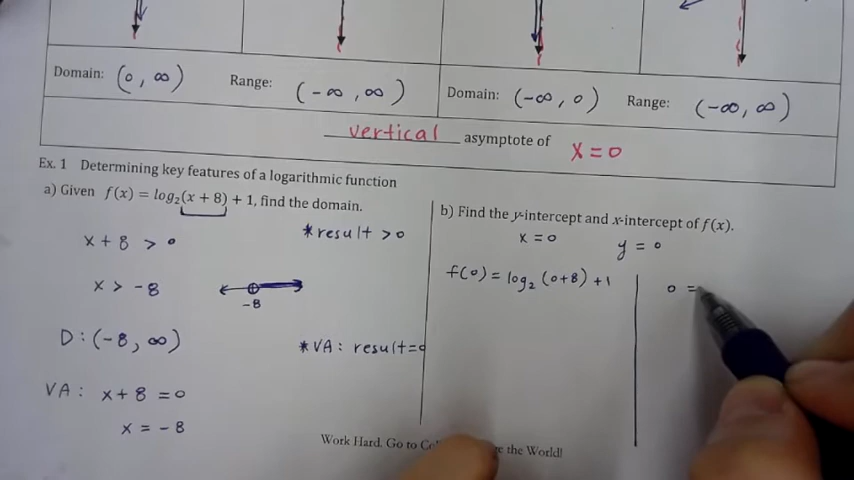 Domain: (0, ∞) Range: (-∞, ∞) Domain: (-∞, 0) Range: (-∞, ∞)
vertical asymptote of x = 0
Ex. 1 Determining key features of a logarithmic function
a) Given f(x) = log₂(x + 8) + 1, find the domain.
x + 8 > 0
*result > 0
x > -8
-8
D: (-8, ∞)
*VA: result = 0
VA: x + 8 = 0
x = -8
b) Find the y-intercept and x-intercept of f(x).
x = 0 y = 0
f(0) = log₂ (0+8) + 1
0 =
Work Hard. Go to the World!